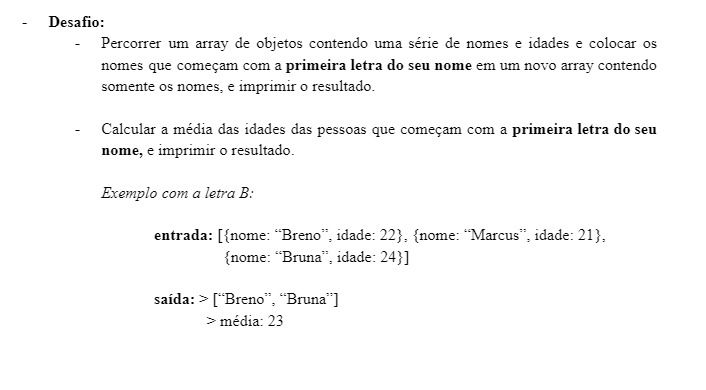 - Desafio:
- Percorrer um array de objetos contendo uma série de nomes e idades e colocar os
nomes que começam com a primeira letra do seu nome em um novo array contendo
somente os nomes, e imprimir o resultado.
- Calcular a média das idades das pessoas que começam com a primeira letra do seu
nome, e imprimir o resultado.
Exemplo com a letra B:
entrada: [{nome: “Breno”, idade: 22}, {nome: “Marcus”, idade: 21},
{nome: “Bruna”, idade: 24}]
saída: > [“Breno”, “Bruna”]
> média: 23